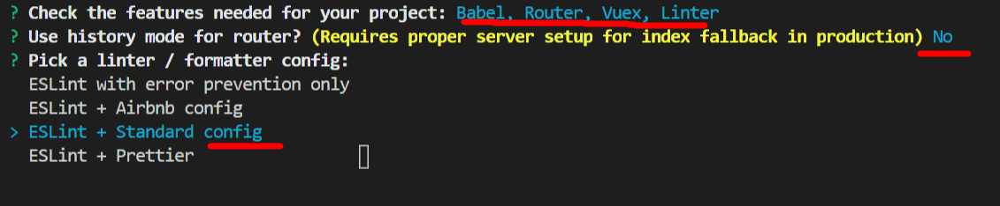 ? Check the features needed for your project: Babel, Router, Vuex, Linter
? Use history mode for router? (Requires proper server setup for index fallback in production) No
? Pick a linter / formatter config:
ESLint with error prevention only
ESLint + Airbnb config
> ESLint + Standard config
ESLint + Prettier